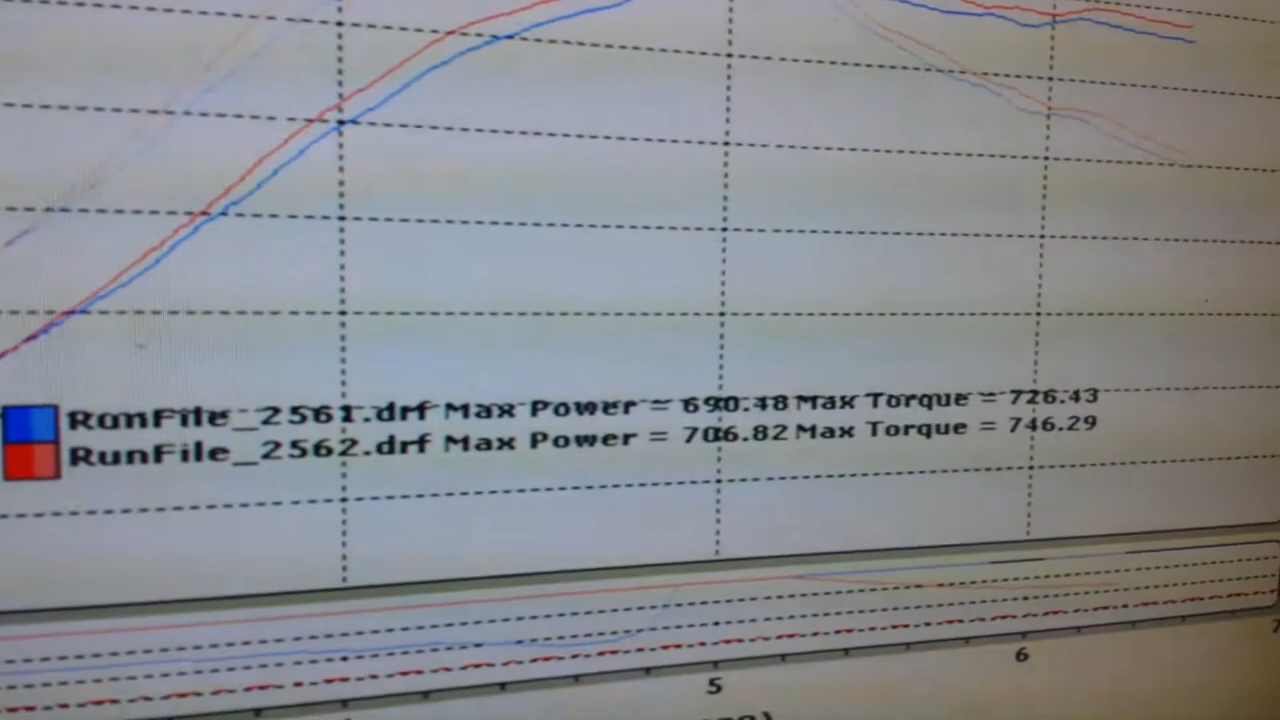 RunFile_2561.drf Max Power = 690.48 Max Torque = 726.43
RunFile_2562.drf Max Power = 706.82 Max Torque = 746.29
6
5